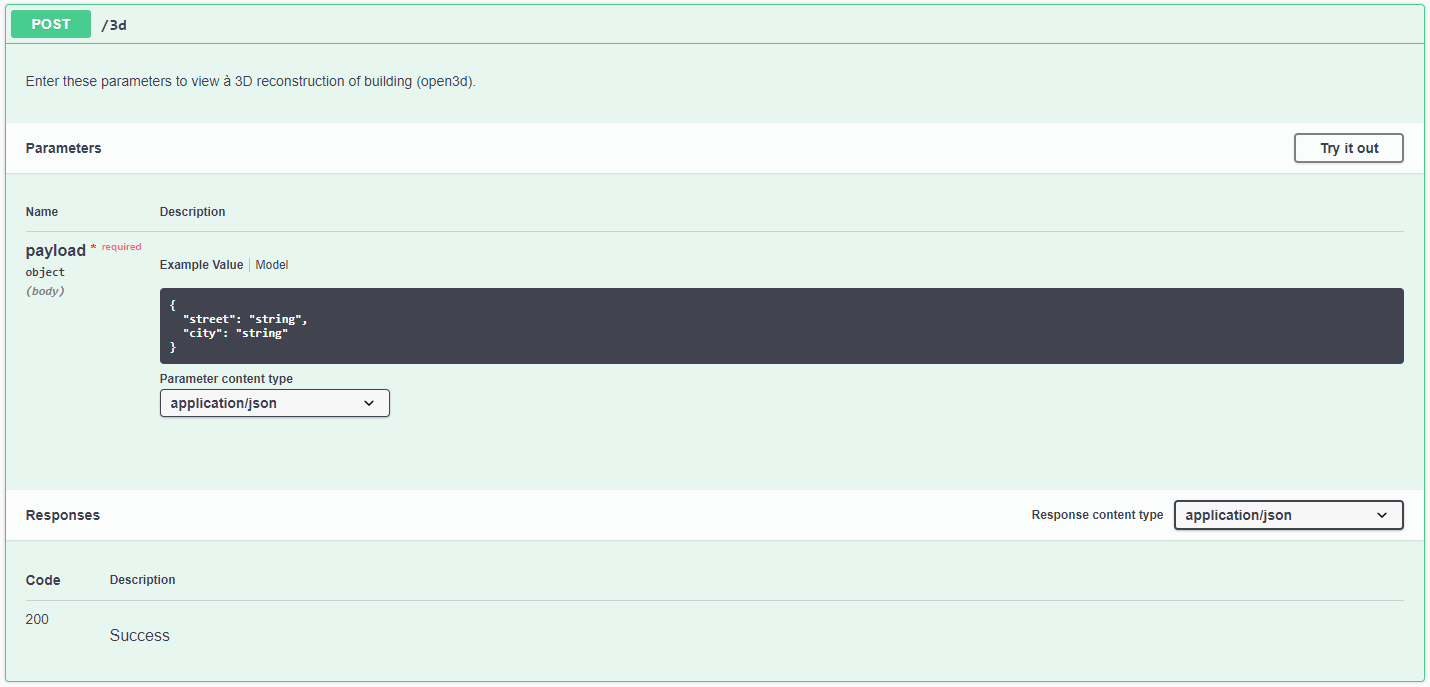 POST /3d
Enter these parameters to view à 3D reconstruction of building (open3d).
Parameters Try it out
Name Description
payload * required
object
(body)
Example Value Model
{
"street": "string",
"city": "string"
}
Parameter content type
application/json
Responses Response content type application/json
Code Description
200
Success